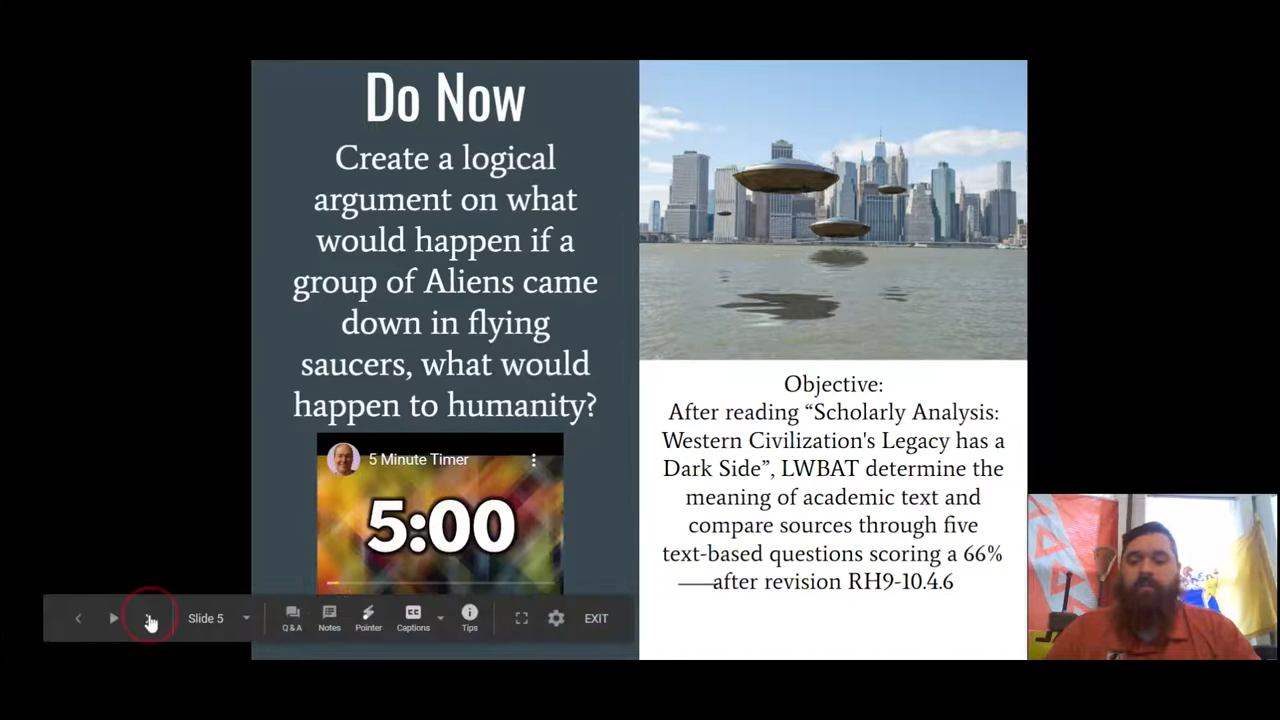 Do Now
Create a logical
argument on what
would happen if a
group of Aliens came
down in flying
saucers, what would
happen to humanity?
5 Minute Timer
5:00
Objective:
After reading “Scholarly Analysis:
Western Civilization's Legacy has a
Dark Side”, LWBAT determine the
meaning of academic text and
compare sources through five
text-based questions scoring a 66%
after revision RH9-10.4.6
Slide 5
Q & A
Notes
Pointer
CC
Captions
Tips
EXIT